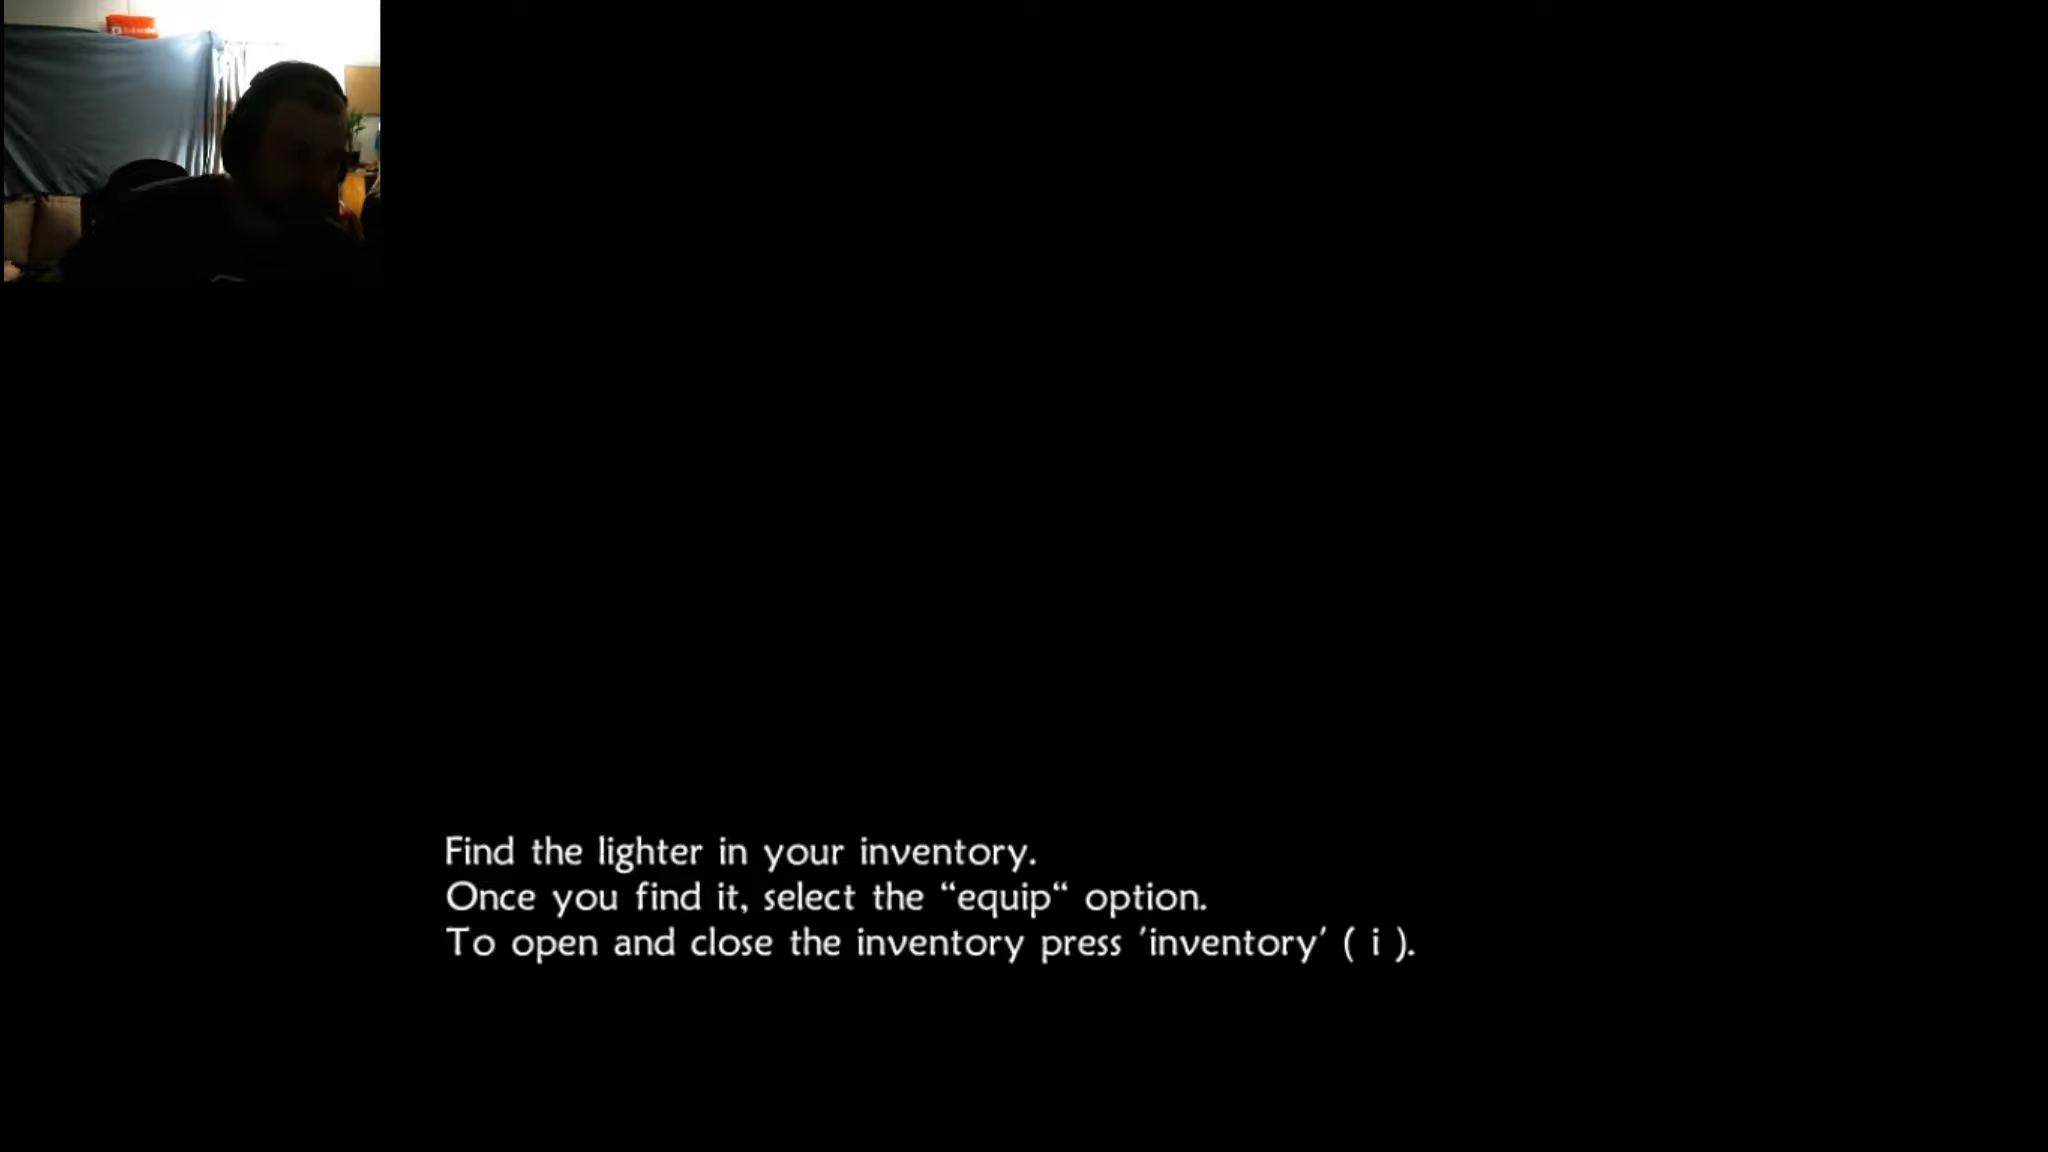 Find the lighter in your inventory.
Once you find it, select the “equip“ option.
To open and close the inventory press 'inventory' ( i ).